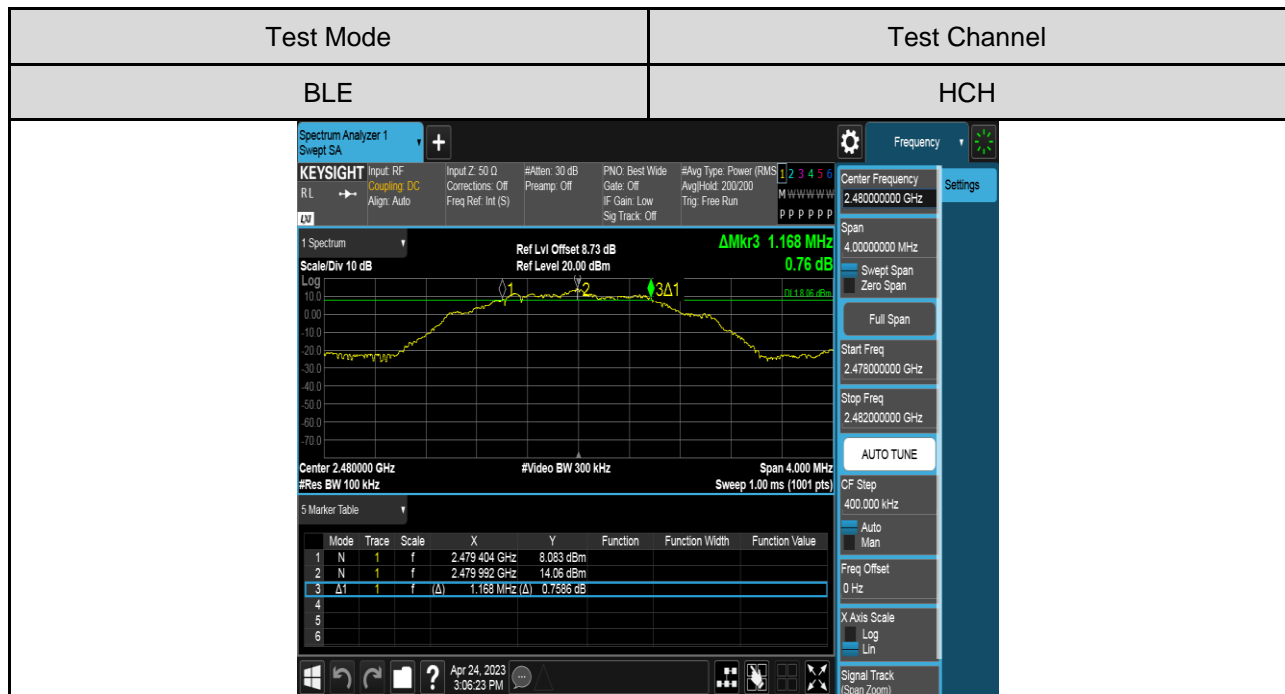 Test Mode
Test Channel
BLE
HCH
Spectrum Analyzer 1
Swept SA
+
Frequency
KEYSIGHT
RL
LXI
Input: RF
Coupling: DC
Align: Auto
Input Z: 50 Ω
Corrections: Off
Freq Ref: Int (S)
#Atten: 30 dB
Preamp: Off
PNO: Best Wide
Gate: Off
IF Gain: Low
Sig Track: Off
#Avg Type: Power (RMS
Avg|Hold: 200/200
Trig: Free Run
1 2 3 4 5 6
M W W W W W
P P P P P P
1 Spectrum
Scale/Div 10 dB
Ref Lvl Offset 8.73 dB
Ref Level 20.00 dBm
ΔMkr3 1.168 MHz
0.76 dB
Log
10.0
0.00
-10.0
-20.0
-30.0
-40.0
-50.0
-60.0
-70.0
1
2
3Δ1
DL1 8.06 dBm
Center 2.480000 GHz
#Res BW 100 kHz
#Video BW 300 kHz
Span 4.000 MHz
Sweep 1.00 ms (1001 pts)
5 Marker Table
Mode Trace Scale X Y Function Function Width Function Value
1 N 1 f 2.479 404 GHz 8.083 dBm
2 N 1 f 2.479 992 GHz 14.06 dBm
3 Δ1 1 f (Δ) 1.168 MHz (Δ) 0.7586 dB
4
5
6
?
Apr 24, 2023
3:06:23 PM
Center Frequency
2.480000000 GHz
Settings
Span
4.00000000 MHz
Swept Span
Zero Span
Full Span
Start Freq
2.478000000 GHz
Stop Freq
2.482000000 GHz
AUTO TUNE
CF Step
400.000 kHz
Auto
Man
Freq Offset
0 Hz
X Axis Scale
Log
Lin
Signal Track
(Span Zoom)